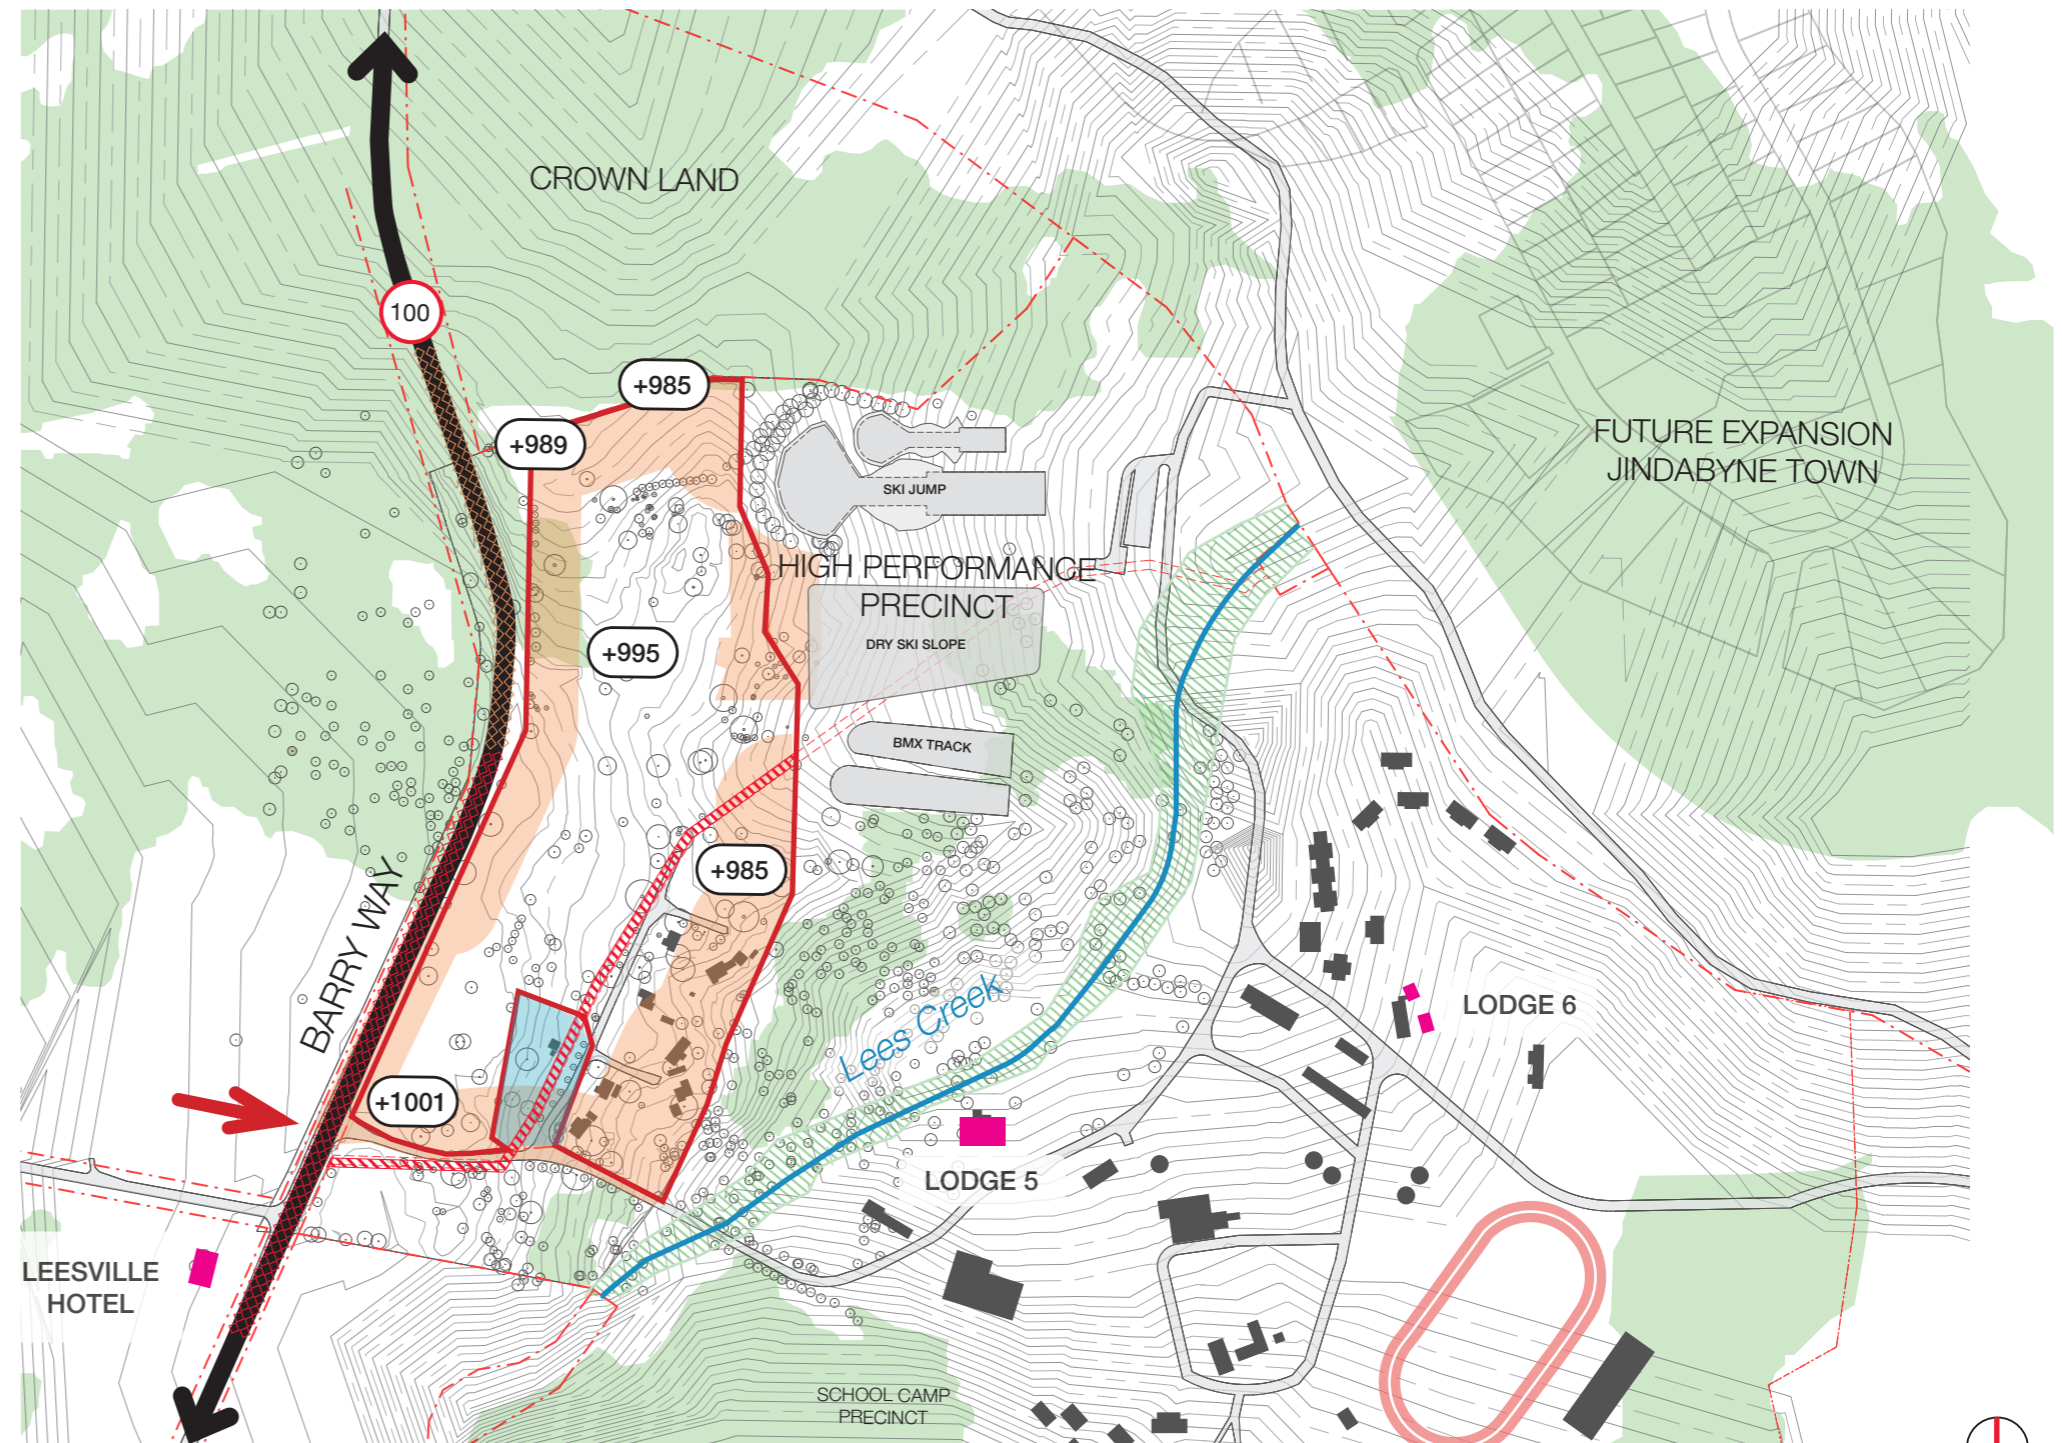 CROWN LAND
100
+985
+989
FUTURE EXPANSION
JINDABYNE TOWN
SKI JUMP
HIGH PERFORMANCE
PRECINCT
+995
DRY SKI SLOPE
BMX TRACK
+985
BARRY WAY
Lees Creek
LODGE 6
+1001
LODGE 5
LEESVILLE
HOTEL
SCHOOL CAMP
PRECINCT